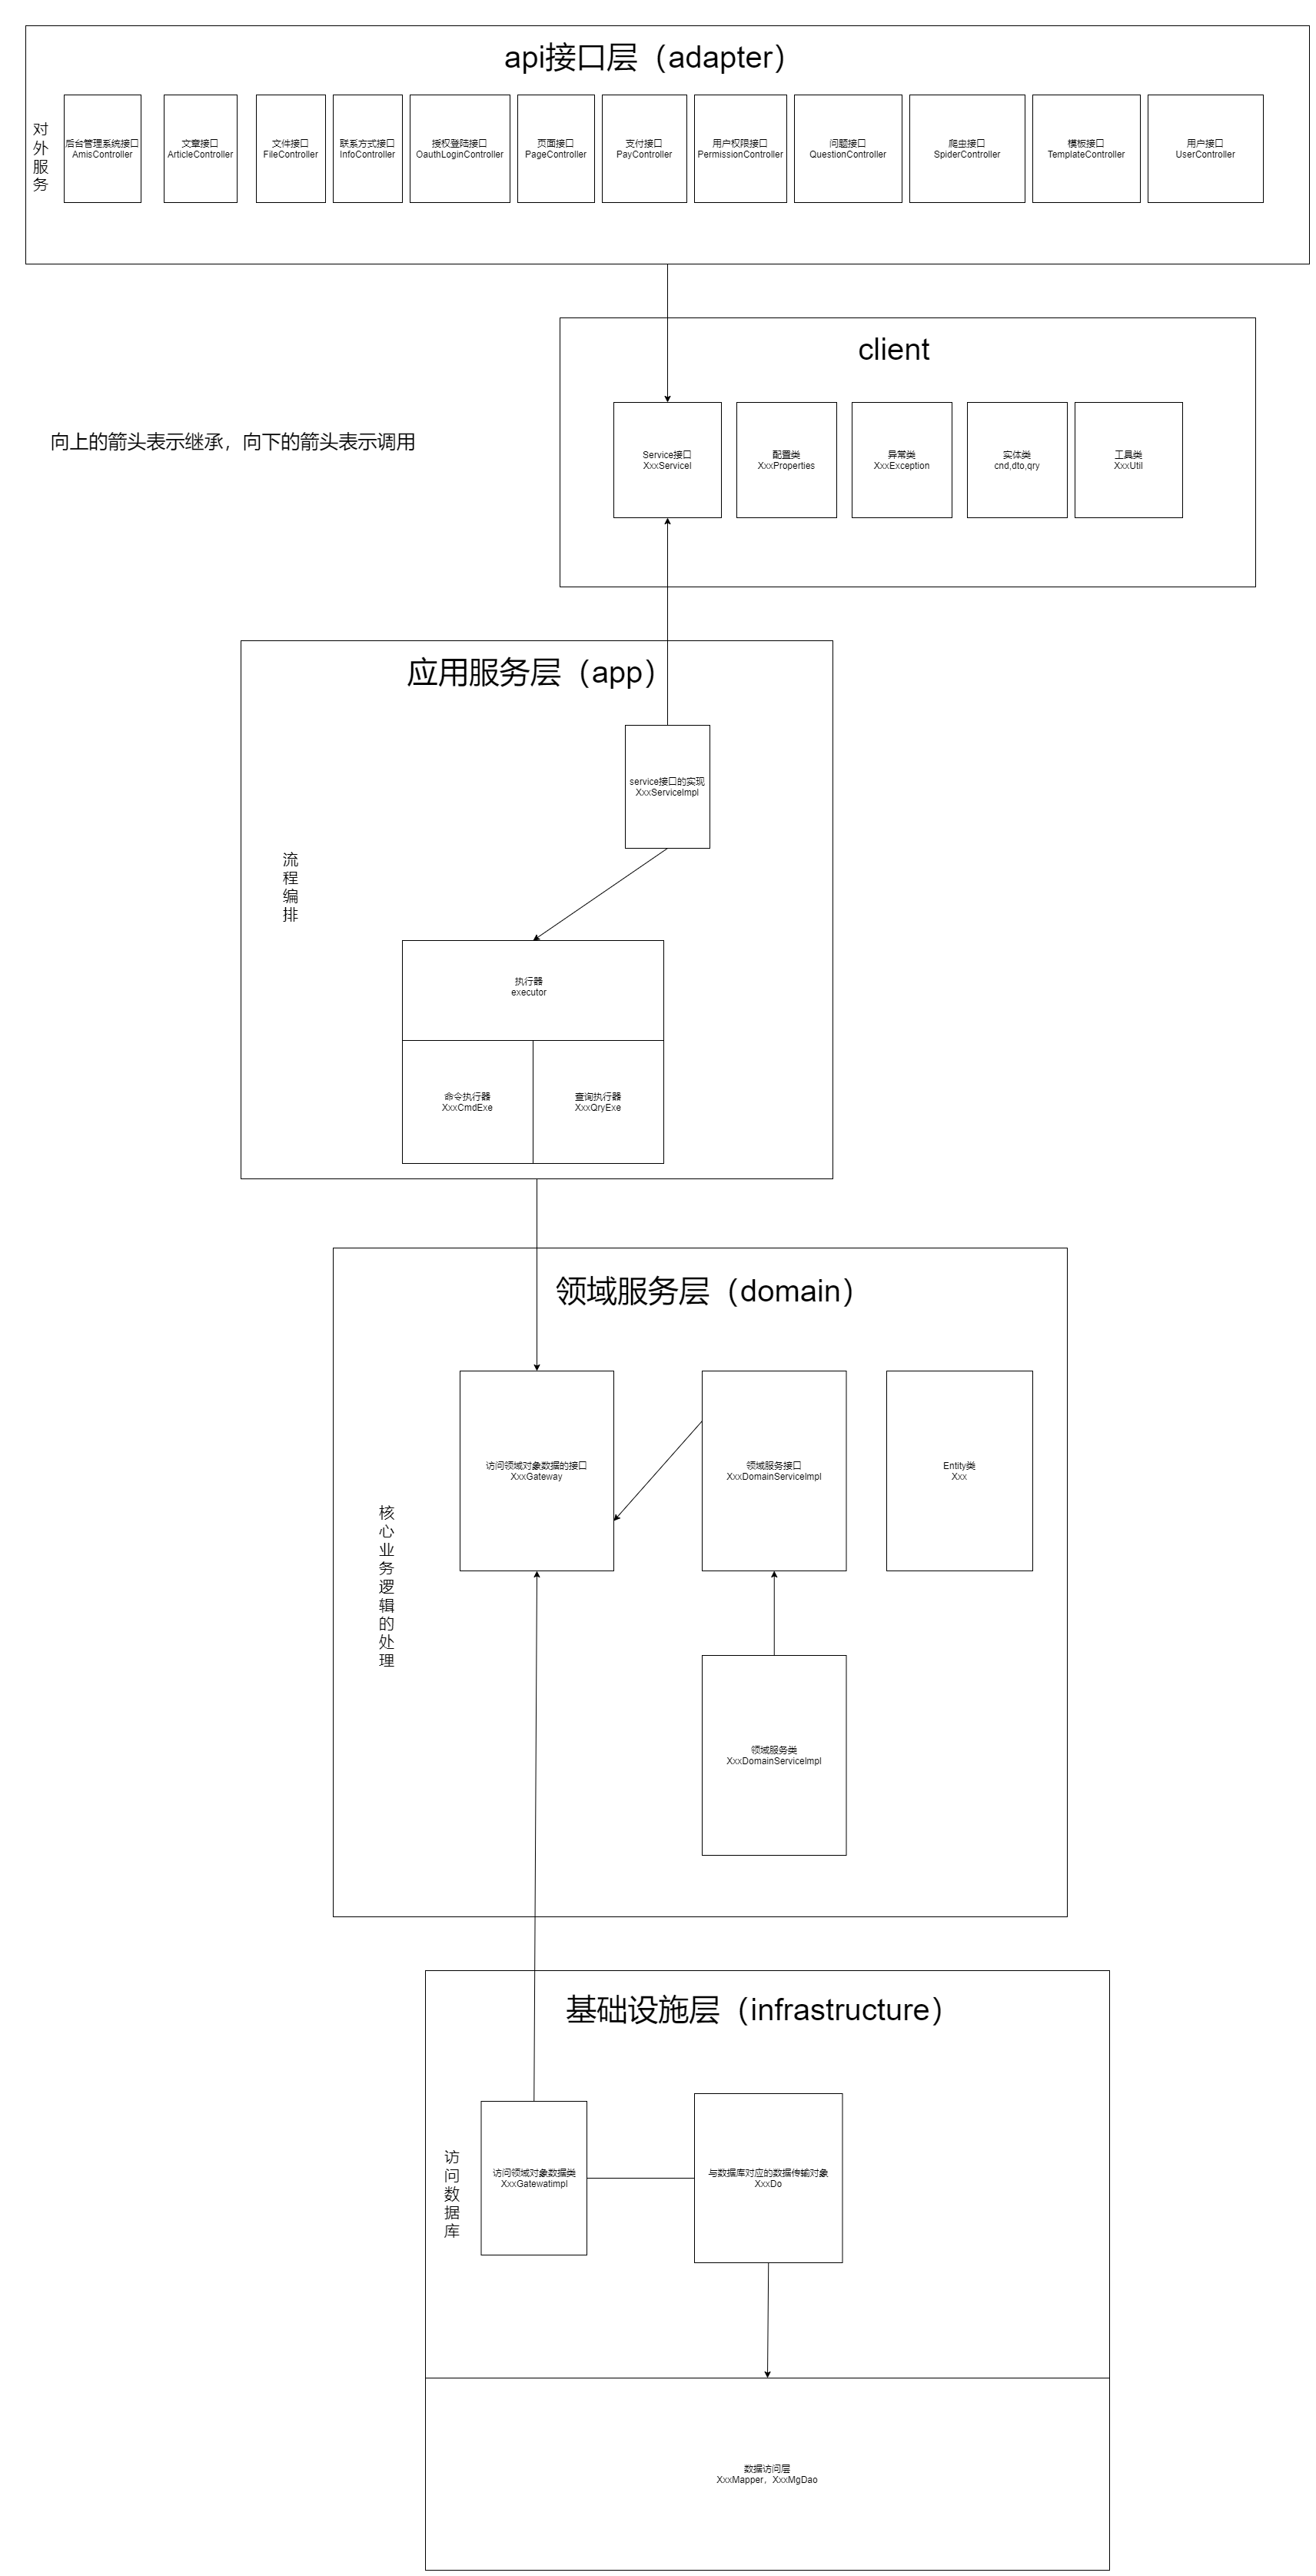 api接口层（adapter）
对外服务
后台管理系统接口
AmisController
文章接口
ArticleController
文件接口
FileController
联系方式接口
InfoController
授权登陆接口
OauthLoginController
页面接口
PageController
支付接口
PayController
用户权限接口
PermissionController
问题接口
QuestionController
爬虫接口
SpiderController
模板接口
TemplateController
用户接口
UserController
client
向上的箭头表示继承，向下的箭头表示调用
Service接口
XxxServiceI
配置类
XxxProperties
异常类
XxxException
实体类
cnd,dto,qry
工具类
XxxUtil
应用服务层（app）
service接口的实现
XxxServiceImpl
流程编排
执行器
executor
命令执行器
XxxCmdExe
查询执行器
XxxQryExe
领域服务层（domain）
访问领域对象数据的接口
XxxGateway
领域服务接口
XxxDomainServiceImpl
Entity类
Xxx
核心业务逻辑的处理
领域服务类
XxxDomainServiceImpl
基础设施层（infrastructure）
访问数据库
访问领域对象数据类
XxxGatewatimpl
与数据库对应的数据传输对象
XxxDo
数据访问层
XxxMapper，XxxMgDao